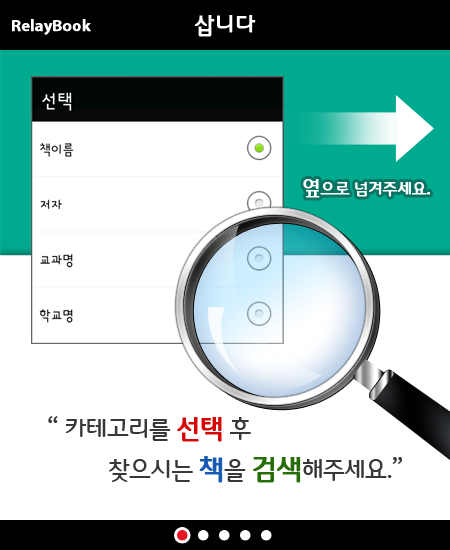 RelayBook
삽니다
선택
책이름
저자
교과명
학교명
옆으로 넘겨주세요.
“ 카테고리를 선택 후
찾으시는 책을 검색해주세요.”